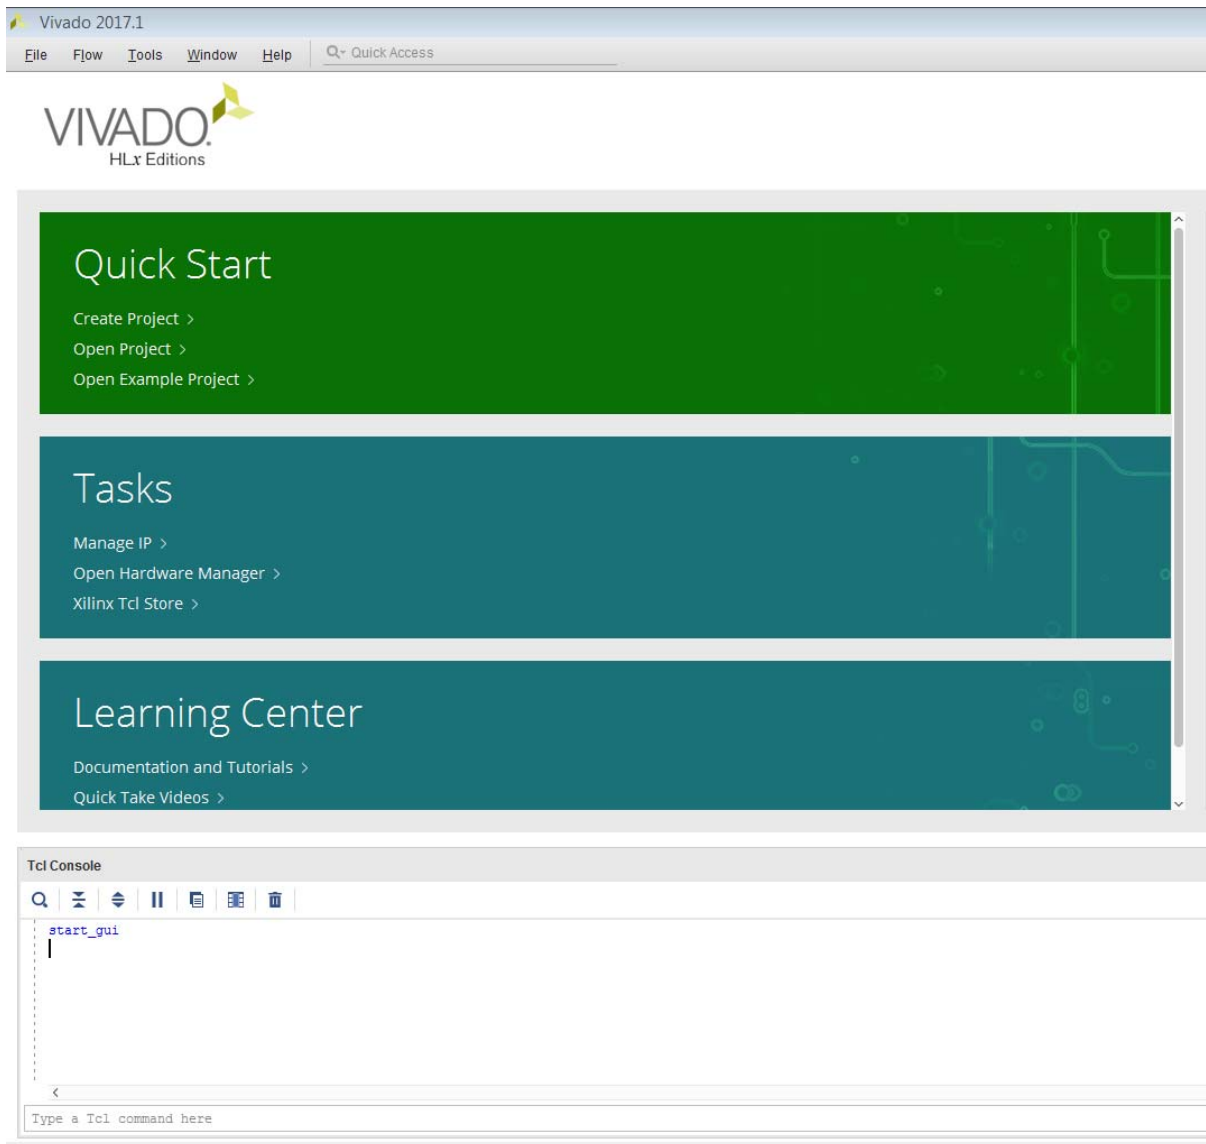 Vivado 2017.1
File Flow Tools Window Help Quick Access
VIVADO.
HLx Editions
Quick Start
Create Project >
Open Project >
Open Example Project >
Tasks
Manage IP >
Open Hardware Manager >
Xilinx Tcl Store >
Learning Center
Documentation and Tutorials >
Quick Take Videos >
Tcl Console
start_gui
Type a Tcl command here